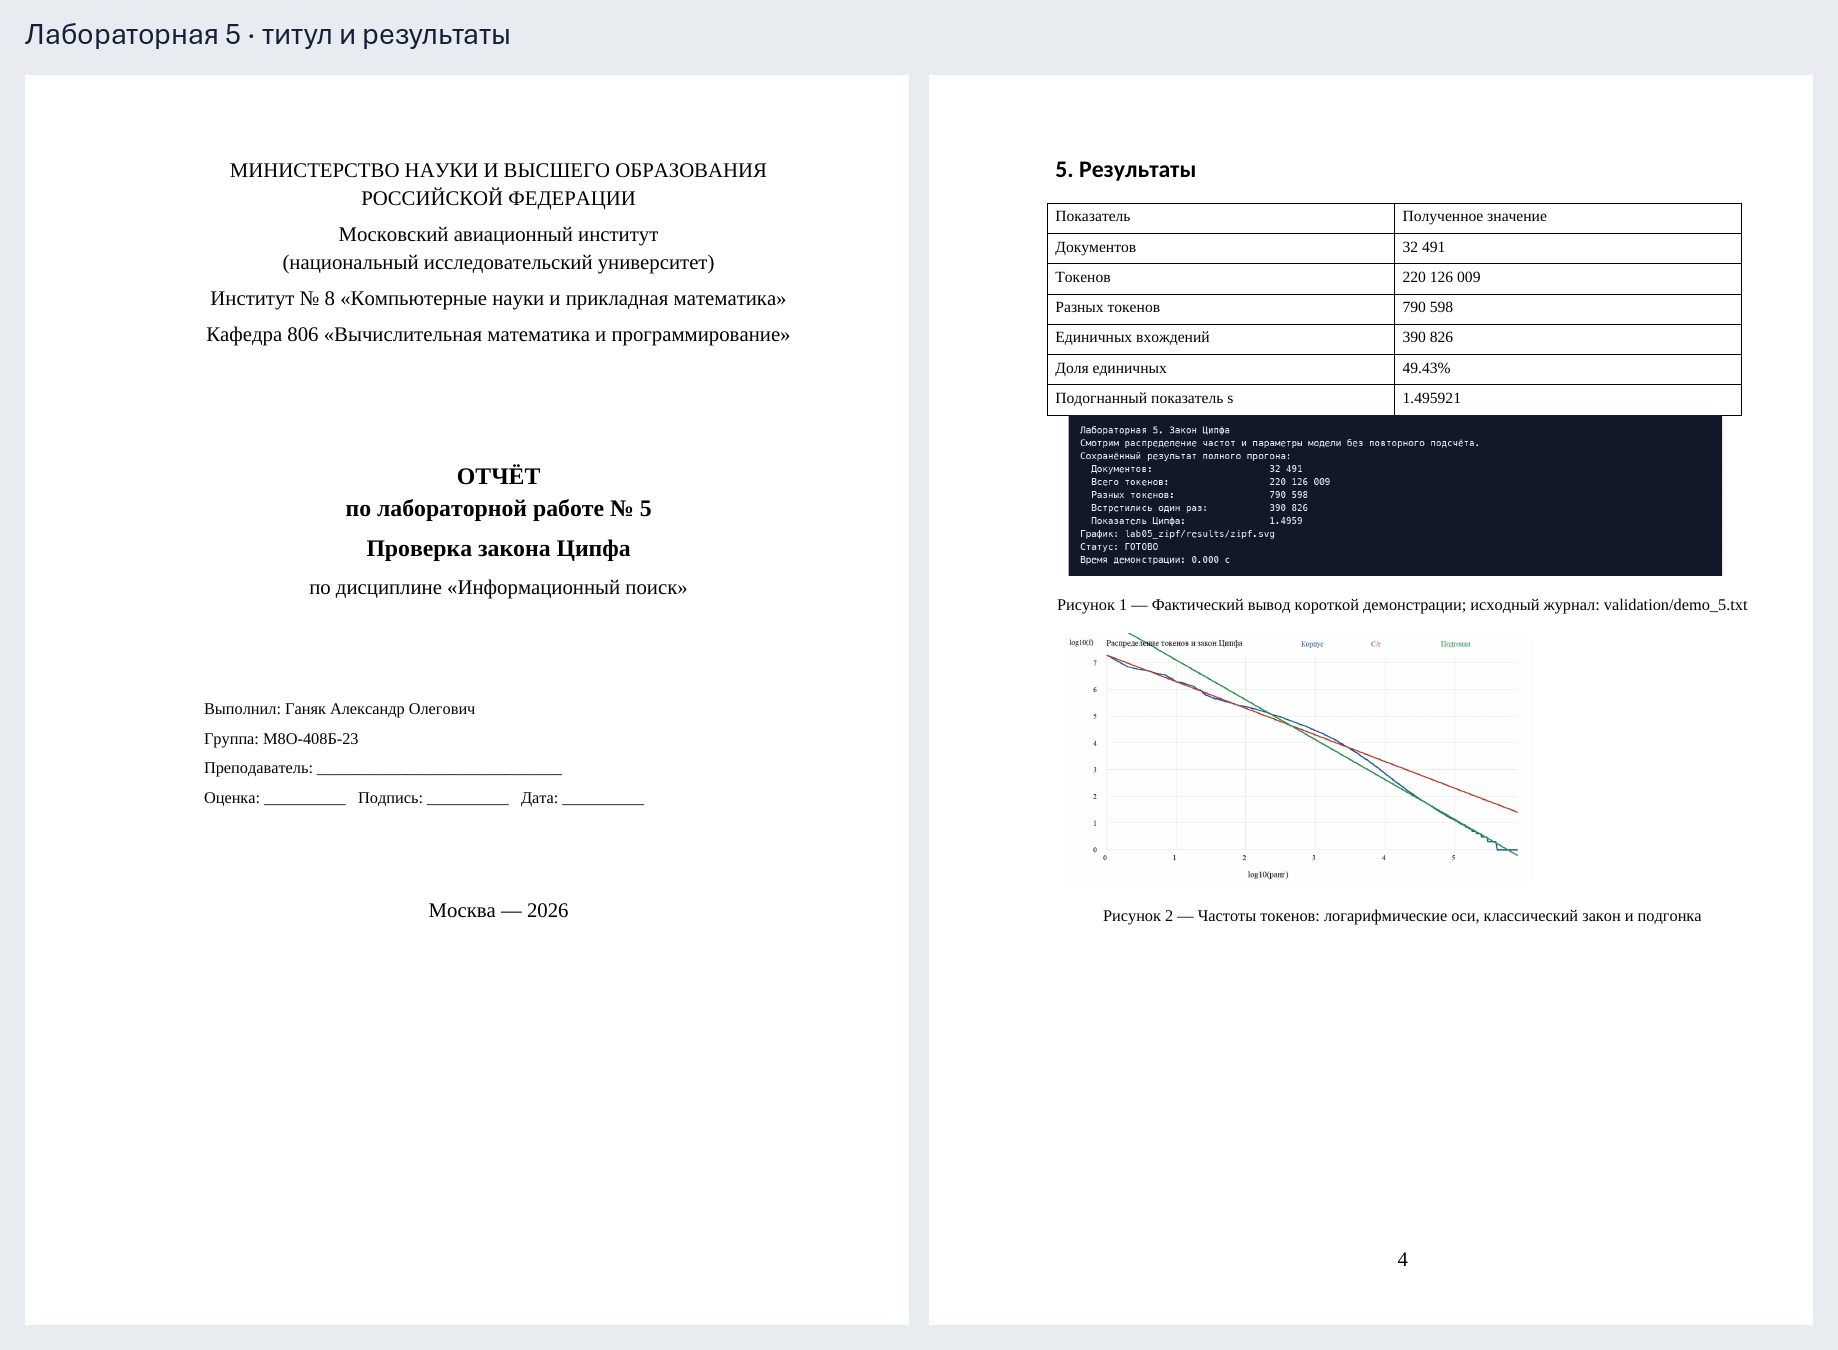 Лабораторная 5 · титул и результаты
МИНИСТЕРСТВО НАУКИ И ВЫСШЕГО ОБРАЗОВАНИЯ
РОССИЙСКОЙ ФЕДЕРАЦИИ
Московский авиационный институт
(национальный исследовательский университет)
Институт № 8 «Компьютерные науки и прикладная математика»
Кафедра 806 «Вычислительная математика и программирование»
ОТЧЁТ
по лабораторной работе № 5
Проверка закона Ципфа
по дисциплине «Информационный поиск»
Выполнил: Ганяк Александр Олегович
Группа: М8О-408Б-23
Преподаватель: ______________________________
Оценка: __________ Подпись: __________ Дата: __________
Москва — 2026
5. Результаты
Показатель Полученное значение
Документов 32 491
Токенов 220 126 009
Разных токенов 790 598
Единичных вхождений 390 826
Доля единичных 49.43%
Подогнанный показатель s 1.495921
Лабораторная 5. Закон Ципфа
Смотрим распределение частот и параметры модели без повторного подсчёта.
Сохранённый результат полного прогона:
Документов: 32 491
Всего токенов: 220 126 009
Разных токенов: 790 598
Встретились один раз: 390 826
Показатель Ципфа: 1.4959
График: lab05_zipf/results/zipf.svg
Статус: ГОТОВО
Время демонстрации: 0.000 с
Рисунок 1 — Фактический вывод короткой демонстрации; исходный журнал: validation/demo_5.txt
log10(f) Распределение токенов и закон Ципфа Корпус C/r Подгонка
7
6
5
4
3
2
1
0
0 1 2 3 4 5
log10(ранг)
Рисунок 2 — Частоты токенов: логарифмические оси, классический закон и подгонка
4